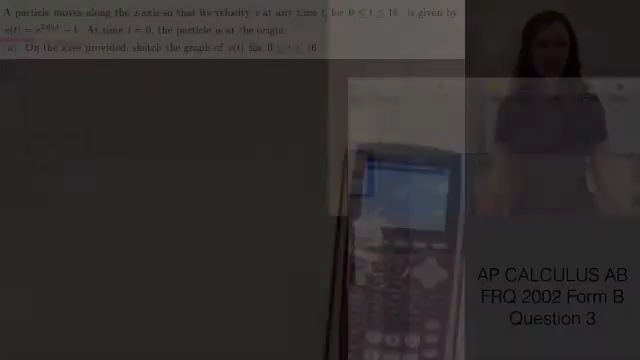 A particle moves along the x-axis so that its velocity v at any time t, for 0 ≤ t ≤ 16, is given by
v(t) = e^{2 sin t} − 1. At time t = 0, the particle is at the origin.
(a) On the axes provided, sketch the graph of v(t) for 0 ≤ t ≤ 16.
AP CALCULUS AB
FRQ 2002 Form B
Question 3